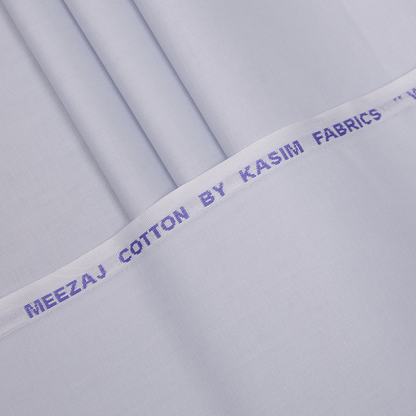 MEEZAJ COTTON BY KASIM FABRICS "